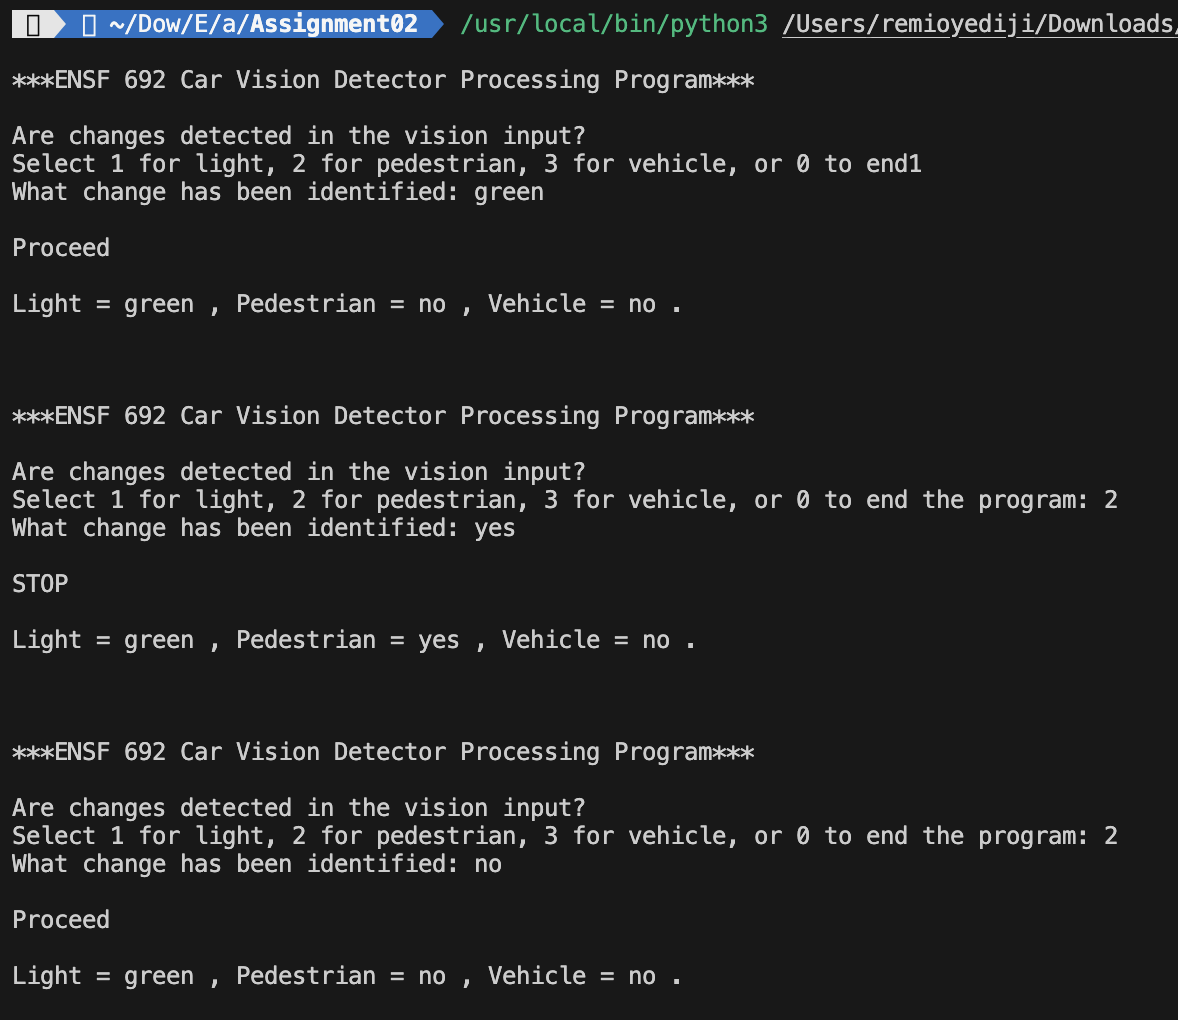 ~/Dow/E/a/Assignment02 /usr/local/bin/python3 /Users/remioyediji/Downloads/
***ENSF 692 Car Vision Detector Processing Program***
Are changes detected in the vision input?
Select 1 for light, 2 for pedestrian, 3 for vehicle, or 0 to end1
What change has been identified: green
Proceed
Light = green , Pedestrian = no , Vehicle = no .
***ENSF 692 Car Vision Detector Processing Program***
Are changes detected in the vision input?
Select 1 for light, 2 for pedestrian, 3 for vehicle, or 0 to end the program: 2
What change has been identified: yes
STOP
Light = green , Pedestrian = yes , Vehicle = no .
***ENSF 692 Car Vision Detector Processing Program***
Are changes detected in the vision input?
Select 1 for light, 2 for pedestrian, 3 for vehicle, or 0 to end the program: 2
What change has been identified: no
Proceed
Light = green , Pedestrian = no , Vehicle = no .